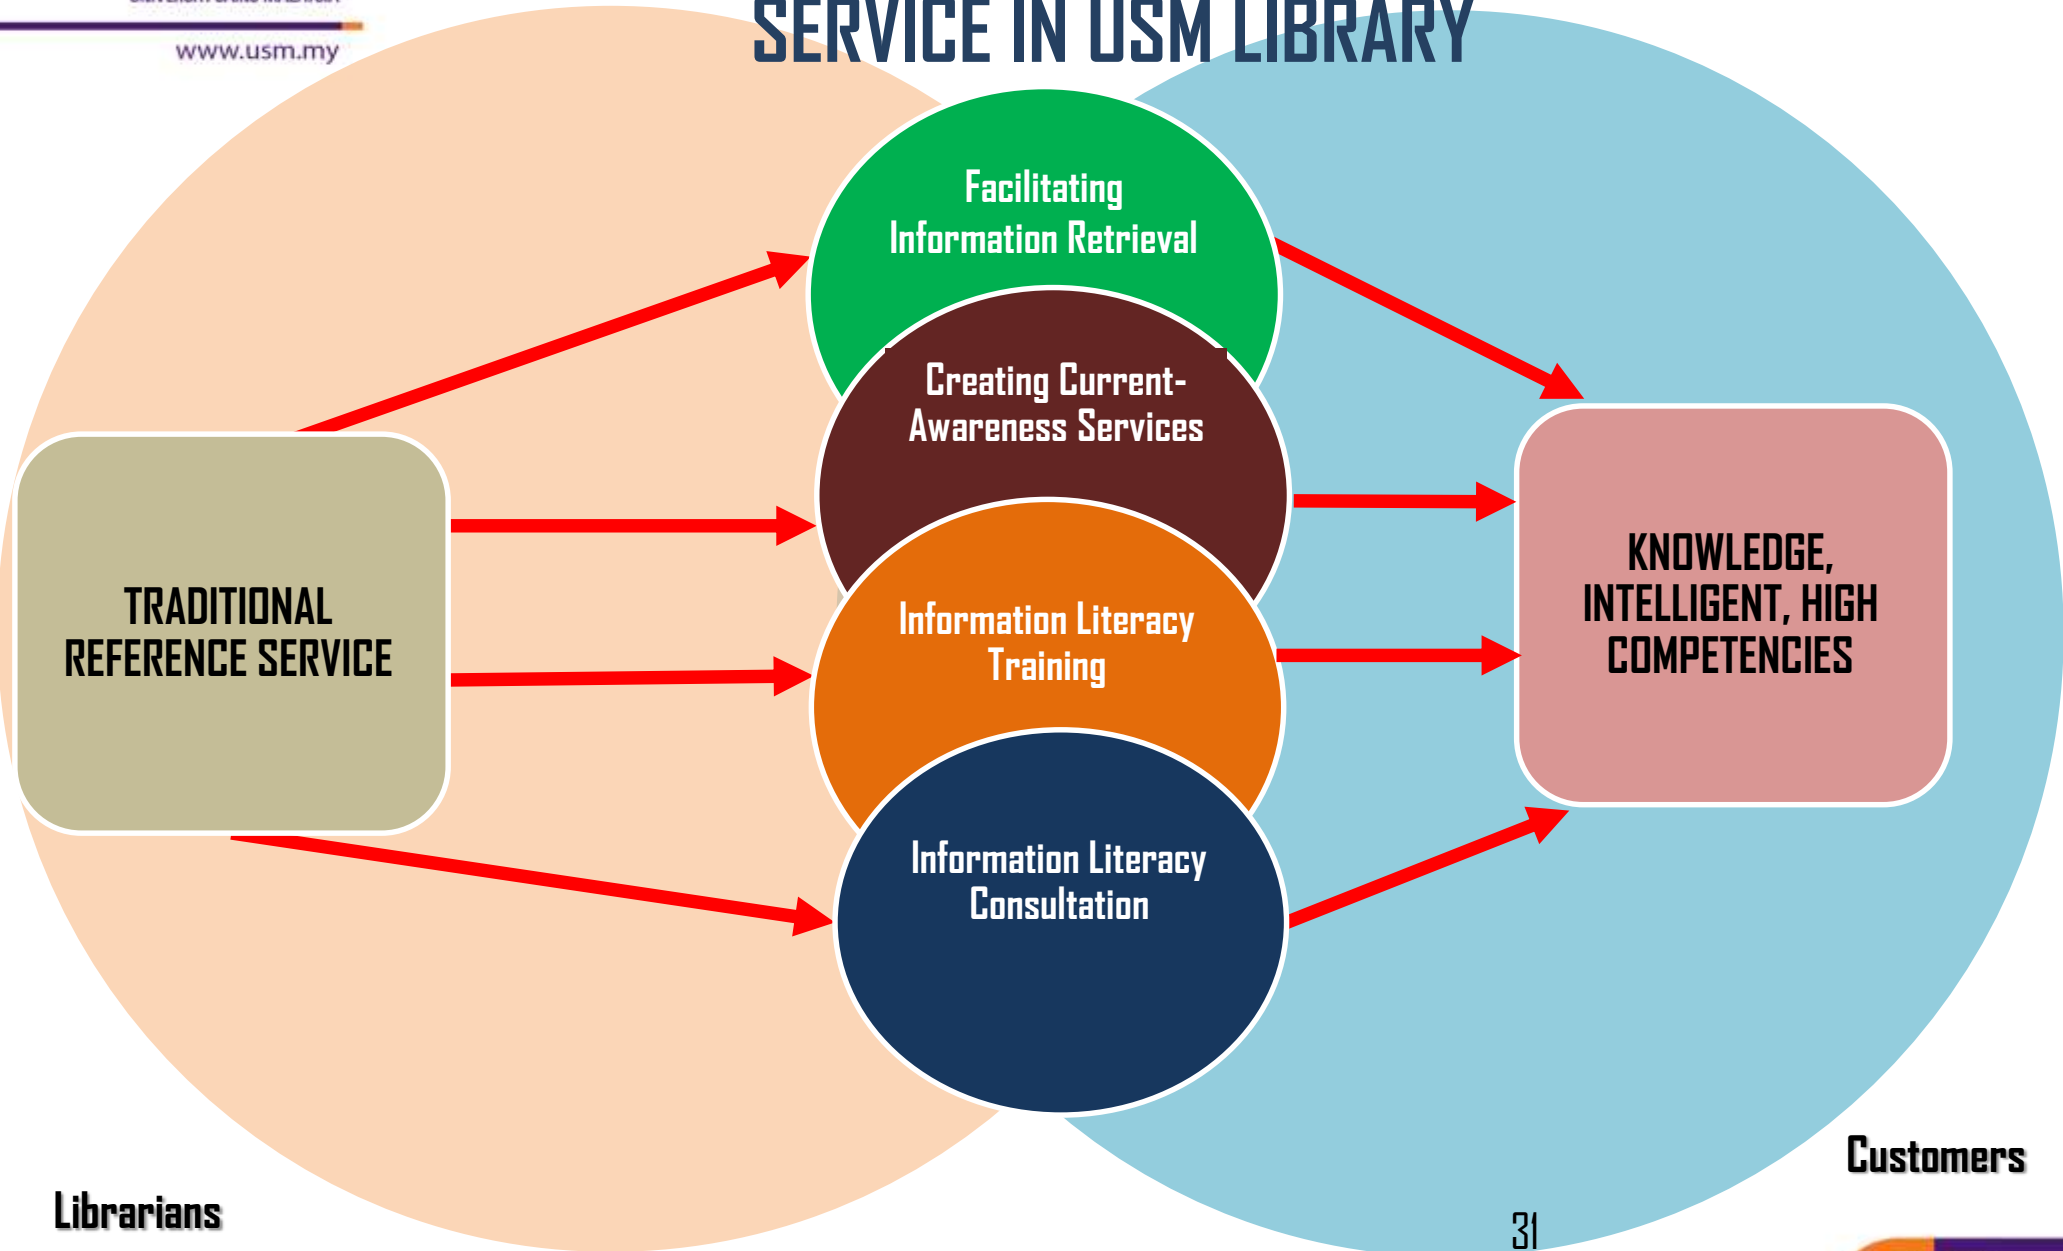 www.usm.my
SERVICE IN USM LIBRARY
Facilitating
Information Retrieval
Creating Current-
Awareness Services
Information Literacy
Training
Information Literacy
Consultation
TRADITIONAL
REFERENCE SERVICE
KNOWLEDGE,
INTELLIGENT, HIGH
COMPETENCIES
Customers
Librarians
31